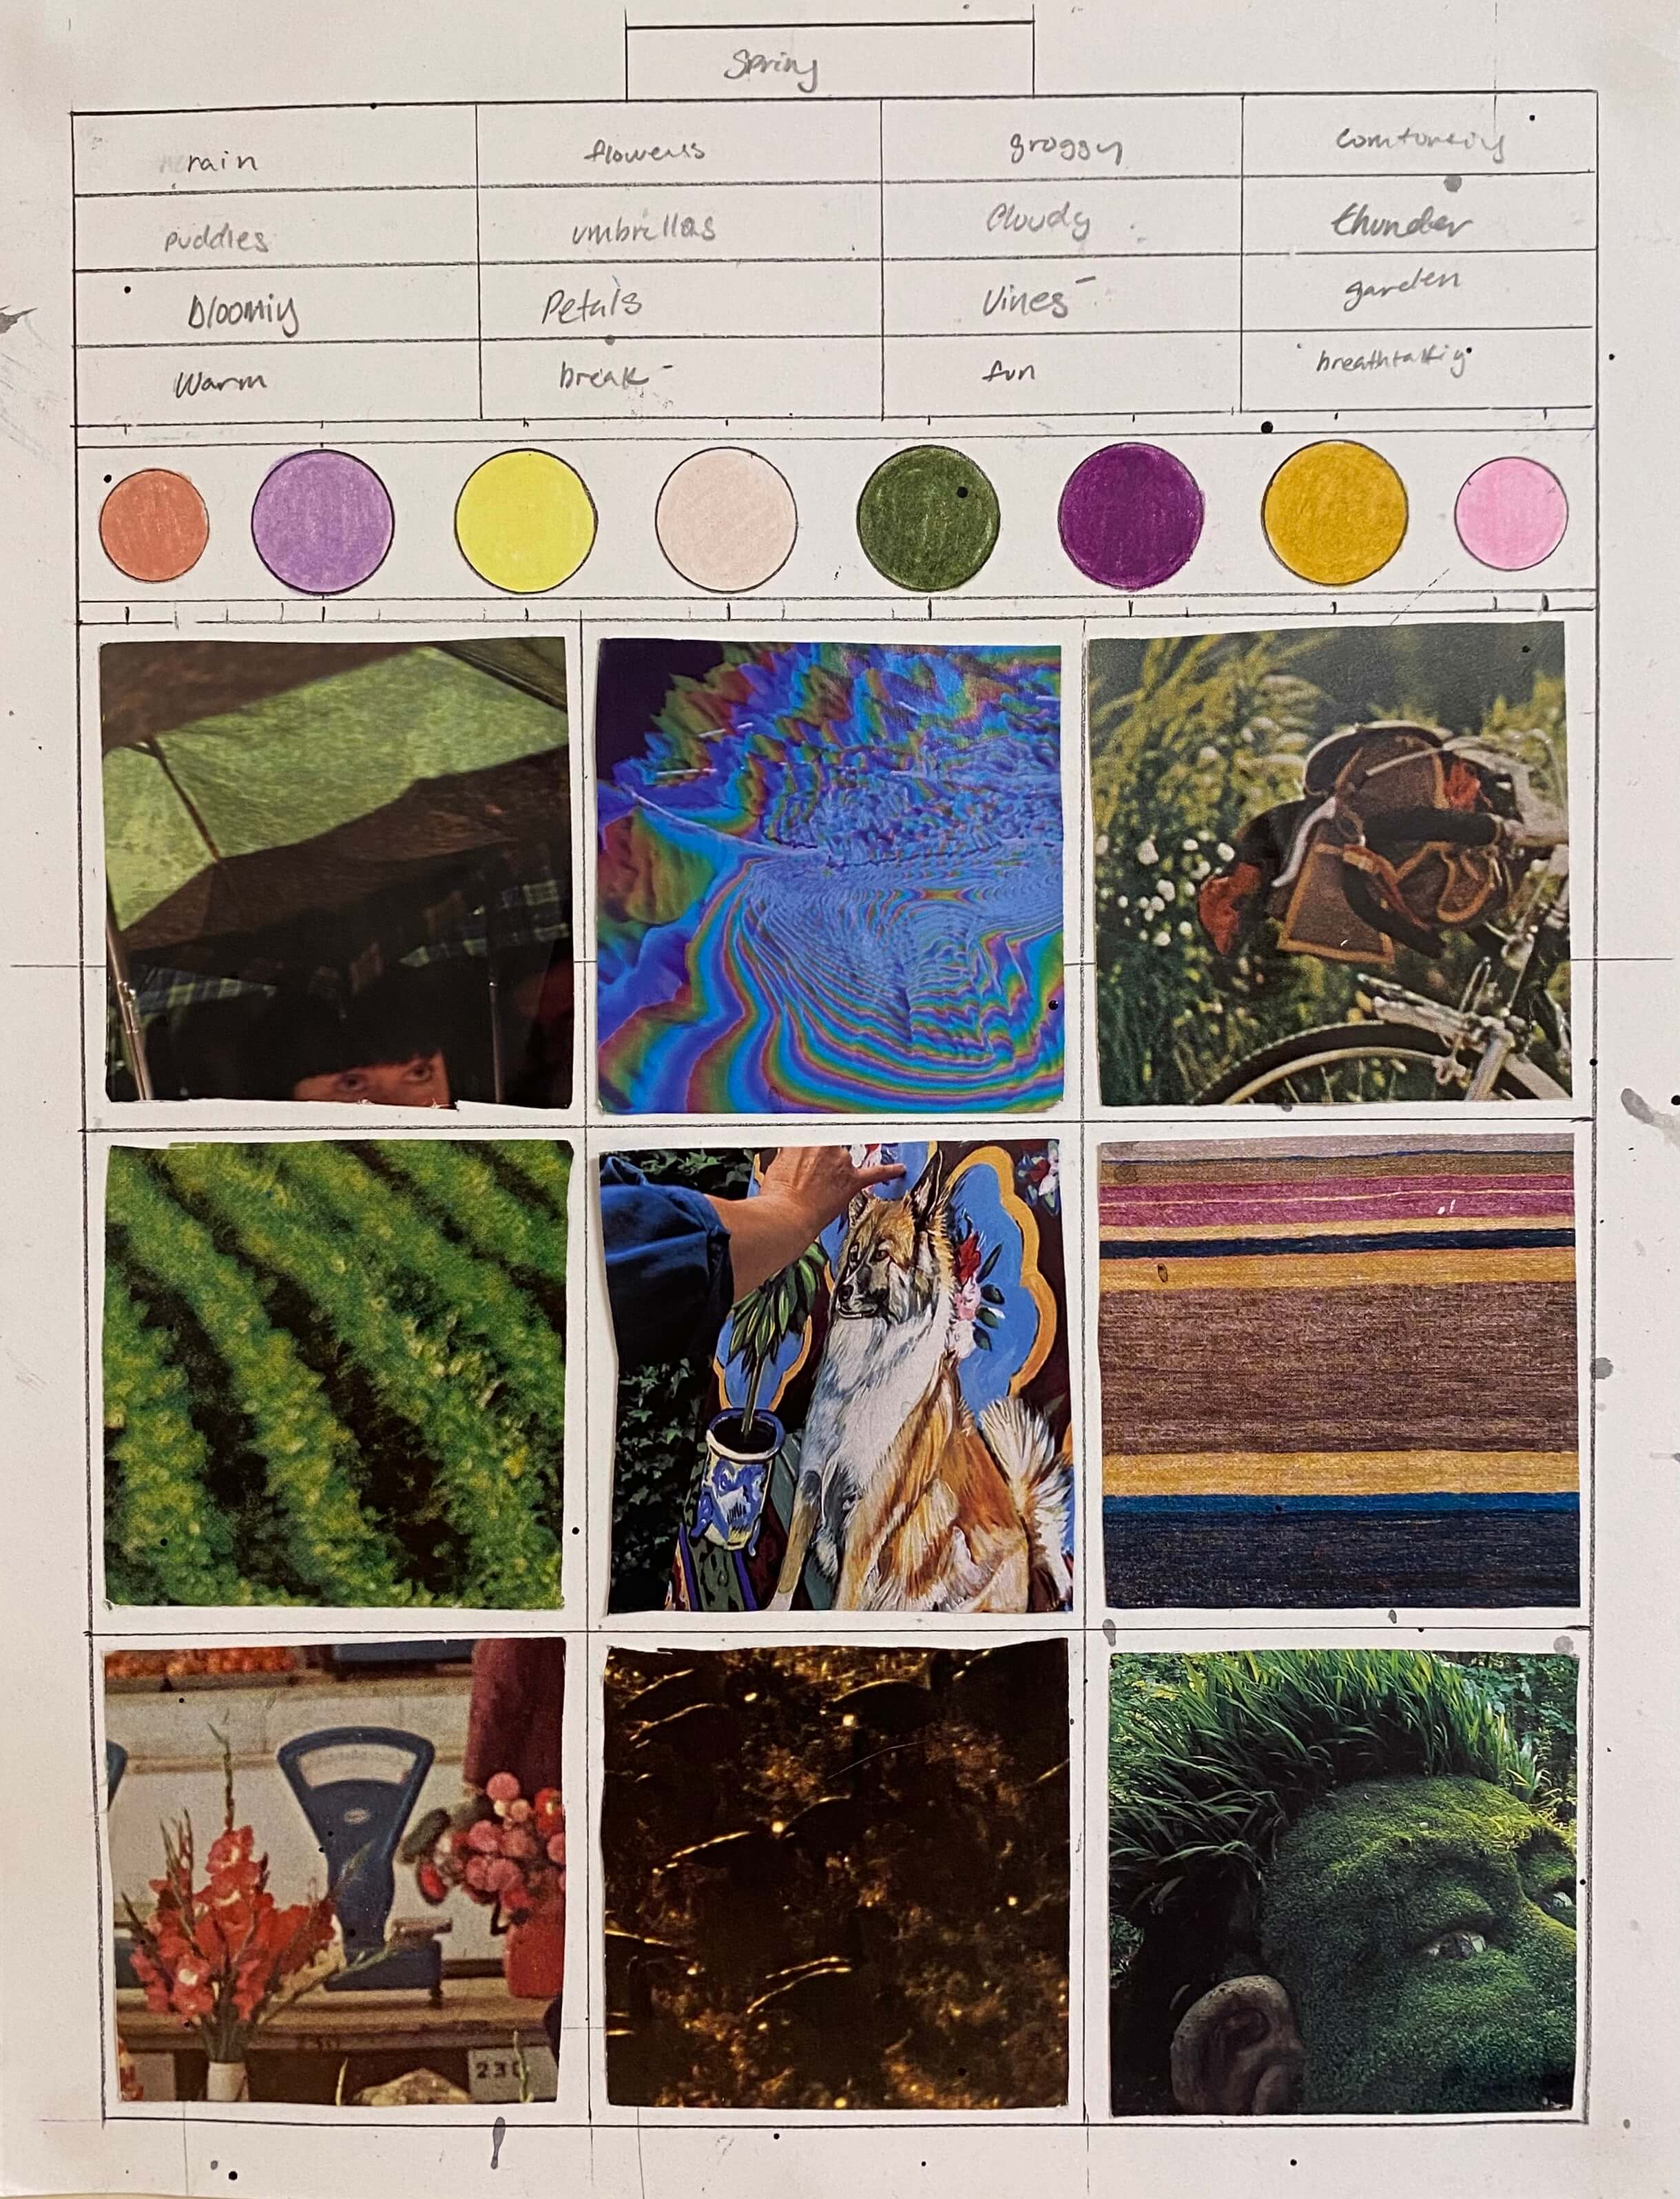 Spring
rain flowers groggy comforting
puddles umbrellas Cloudy thunder
blooming Petals Vines garden
Warm break fun breathtaking
230